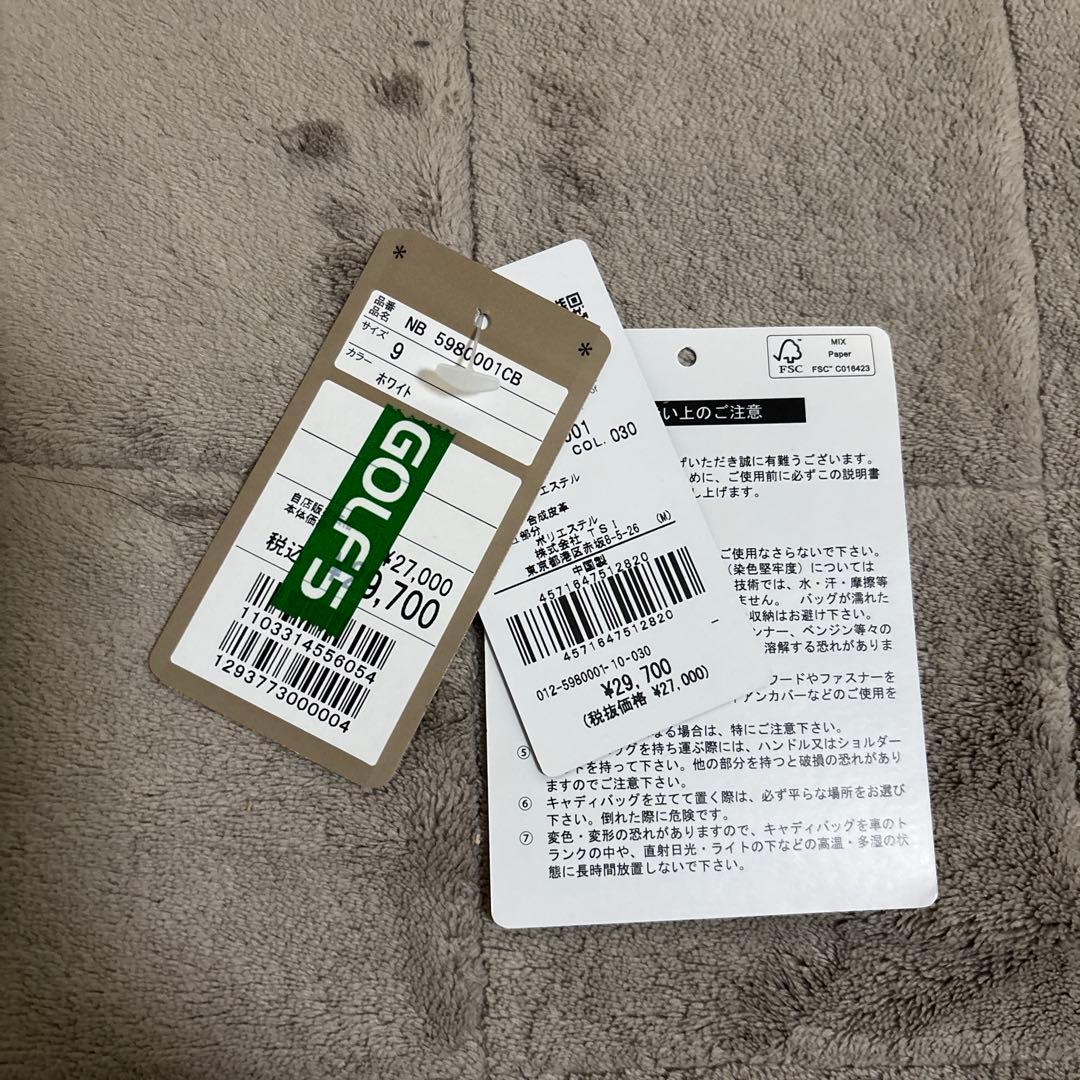 *
*
品番
品名
NB 5980001CB
サイズ
9
カラー
ホワイト
GOLF5
自店販
本体価
¥27,000
税込
9,700
1103314556054
1293773000004
COL.030
エステル
合成皮革
部分
ポリエステル
株式会社 TSI (M)
東京都港区赤坂8-5-26
中国製
4571647512820
4571647512820
012-5980001-10-030
¥29,700
(税抜価格 ¥27,000)
FSC
MIX
Paper
FSC™ C016423
い上のご注意
いただき誠に有難うございます。
めに、ご使用前に必ずこの説明書
し上げます。
ご使用なさらないで下さい。
(染色堅牢度)については
技術では、水・汗・摩擦等
ません。 バッグが濡れた
収納はお避け下さい。
ンナー、ベンジン等々の
溶解する恐れがありま
ワードやファスナーを
アンカバーなどのご使用を
なる場合は、特にご注意下さい。
⑤ バッグを持ち運ぶ際には、ハンドル又はショルダー
トを持って下さい。他の部分を持つと破損の恐れがあり
ますのでご注意下さい。
⑥ キャディバッグを立てて置く際は、必ず平らな場所をお選び
下さい。倒れた際に危険です。
⑦ 変色・変形の恐れがありますので、キャディバッグを車のト
ランクの中や、直射日光・ライトの下などの高温・多湿の状
態に長時間放置しないで下さい。